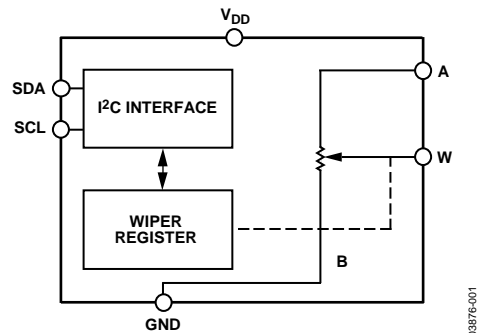 VDD
A
SDA
I2C INTERFACE
SCL
W
WIPER
REGISTER
B
GND
03876-001